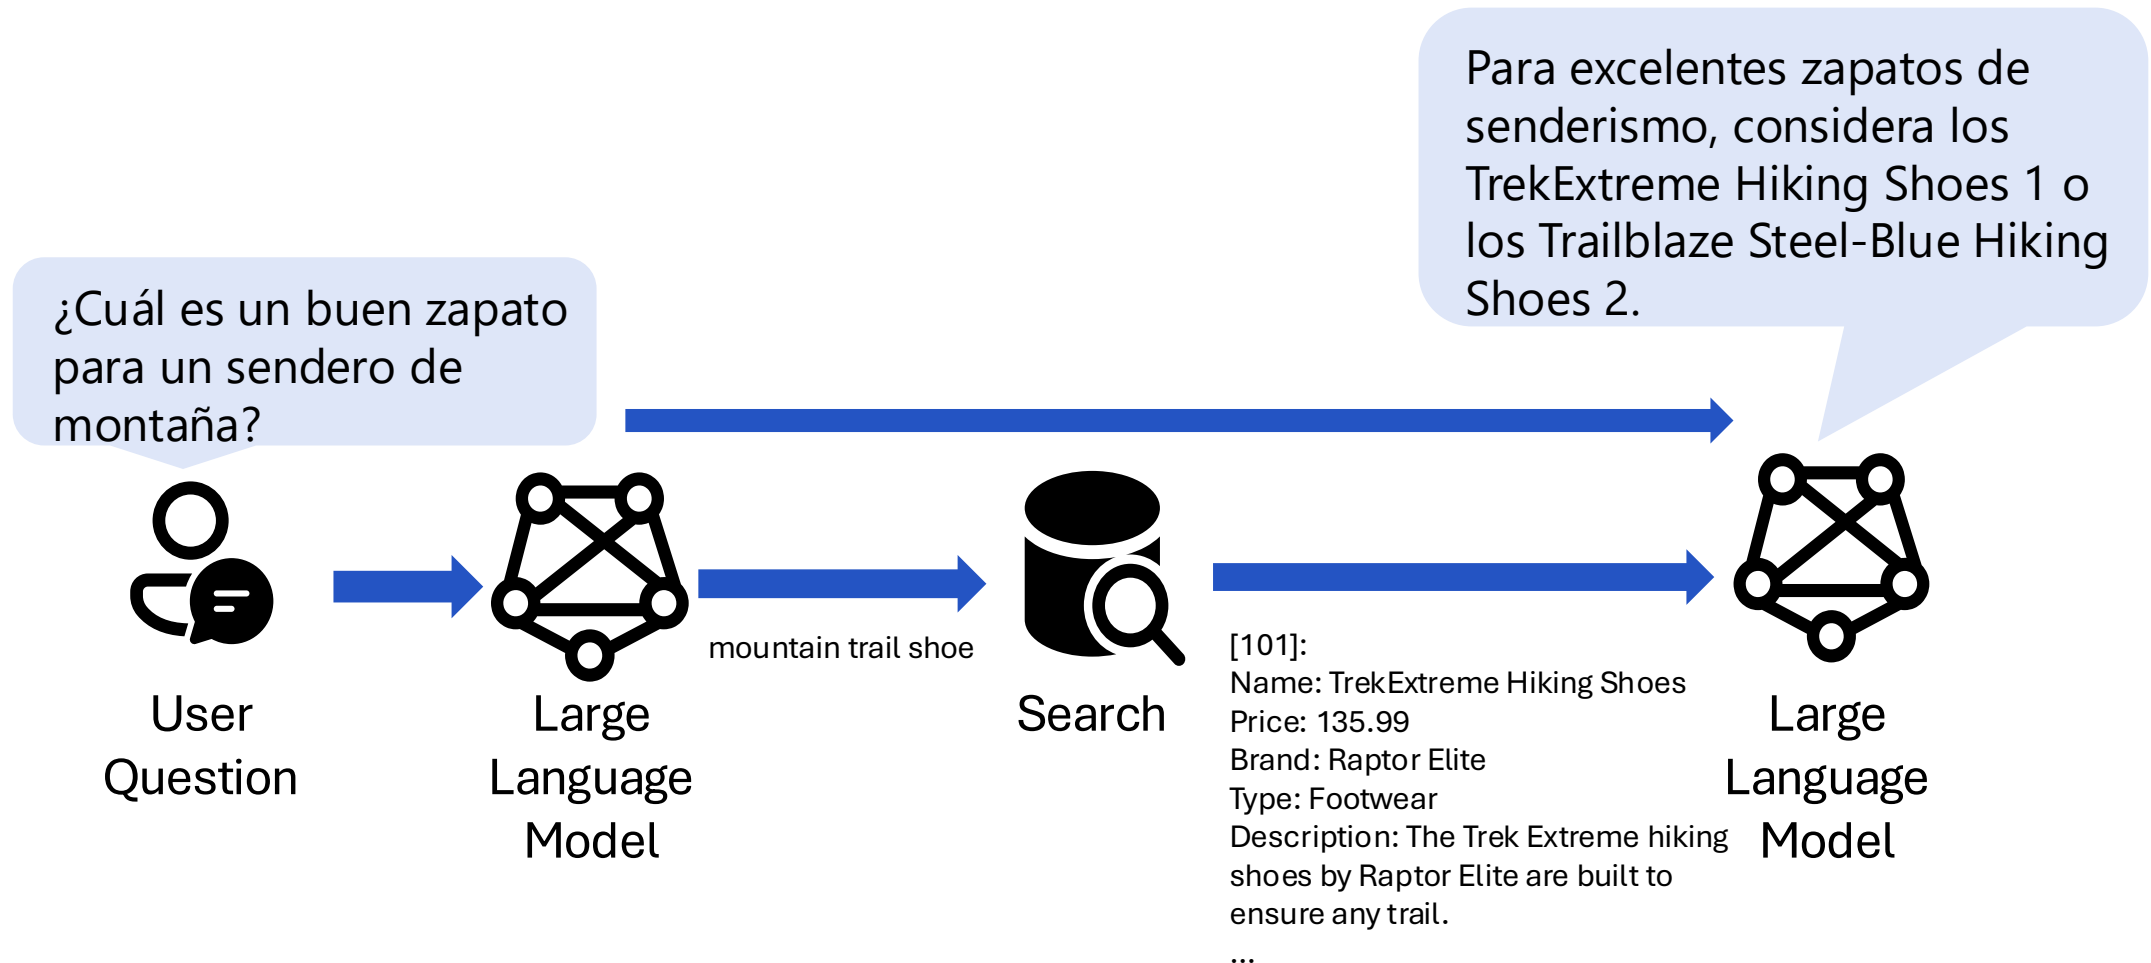 ¿Cuál es un buen zapato
para un sendero de
montaña?
User
Question
Large
Language
Model
mountain trail shoe
Search
[101]:
Name: TrekExtreme Hiking Shoes
Price: 135.99
Brand: Raptor Elite
Type: Footwear
Description: The Trek Extreme hiking
shoes by Raptor Elite are built to
ensure any trail.
...
Large
Language
Model
Para excelentes zapatos de
senderismo, considera los
TrekExtreme Hiking Shoes 1 o
los Trailblaze Steel-Blue Hiking
Shoes 2.